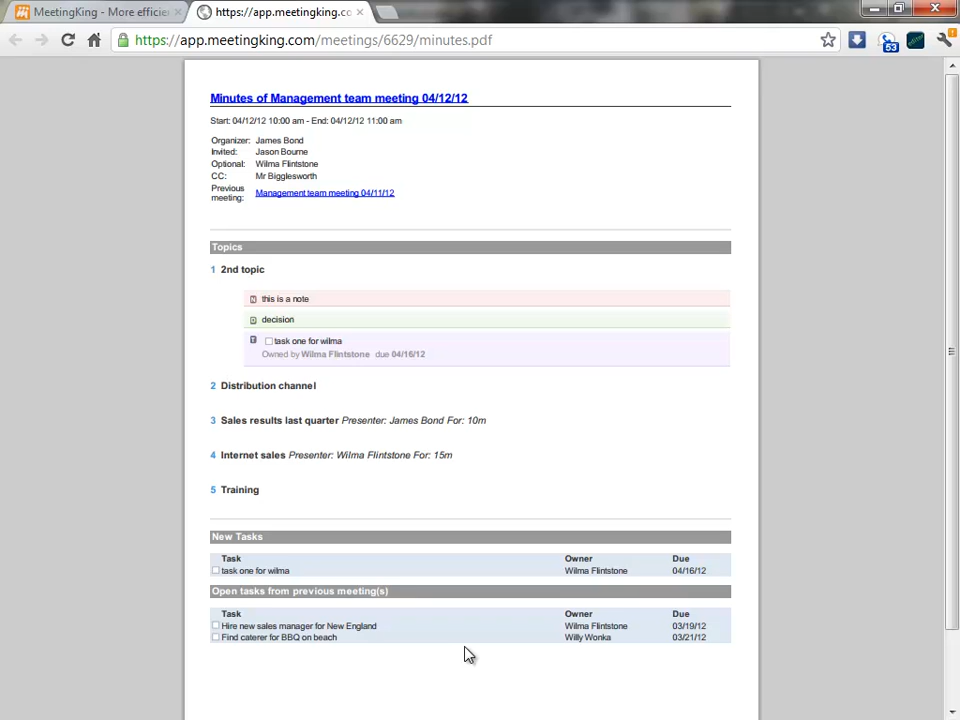 MeetingKing - More efficien
https://app.meetingking.co
https://app.meetingking.com/meetings/6629/minutes.pdf
53
Minutes of Management team meeting 04/12/12
Start: 04/12/12 10:00 am - End: 04/12/12 11:00 am
Organizer: James Bond
Invited: Jason Bourne
Optional: Wilma Flintstone
CC: Mr Bigglesworth
Previous meeting: Management team meeting 04/11/12
Topics
1 2nd topic
N this is a note
decision
T task one for wilma
Owned by Wilma Flintstone due 04/16/12
2 Distribution channel
3 Sales results last quarter Presenter: James Bond For: 10m
4 Internet sales Presenter: Wilma Flintstone For: 15m
5 Training
New Tasks
Task Owner Due
task one for wilma Wilma Flintstone 04/16/12
Open tasks from previous meeting(s)
Task Owner Due
Hire new sales manager for New England Wilma Flintstone 03/19/12
Find caterer for BBQ on beach Willy Wonka 03/21/12